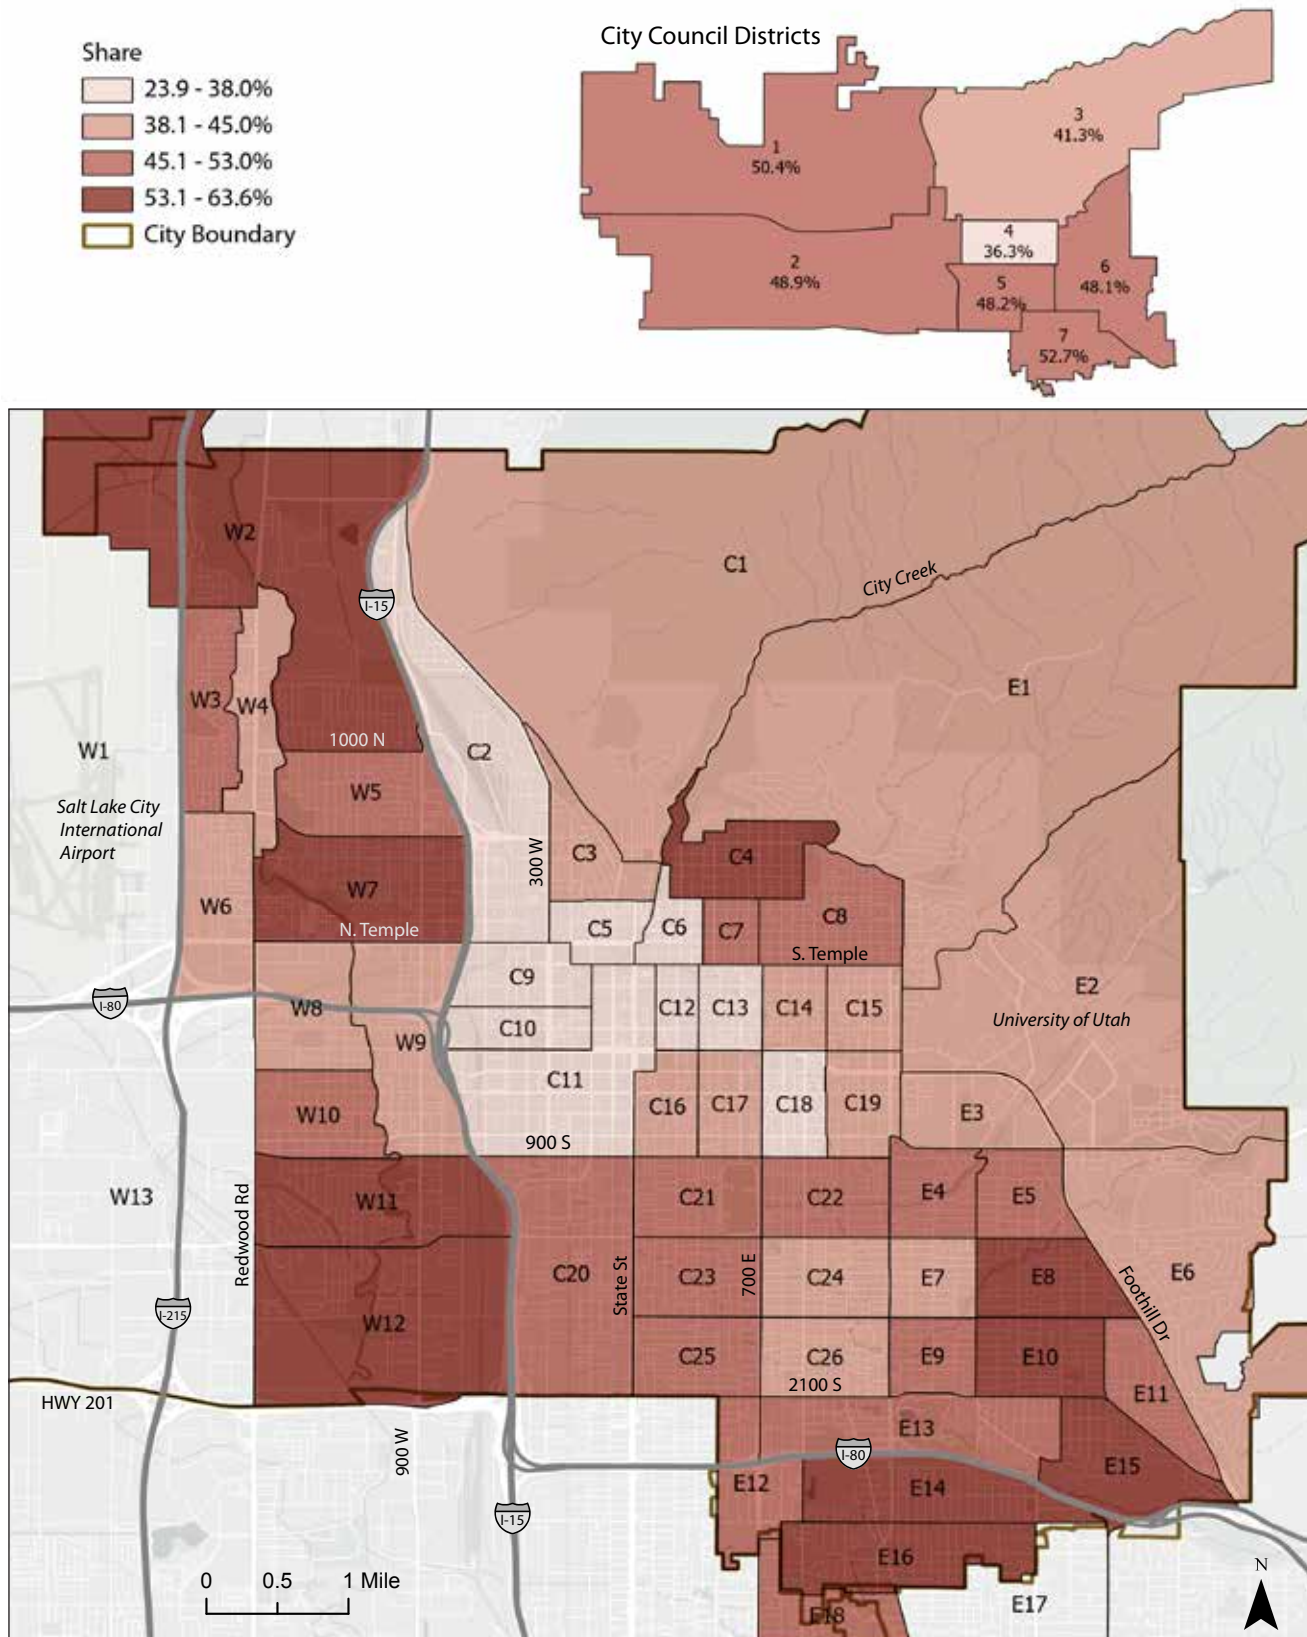 City Council Districts
Share
23.9 - 38.0%
38.1 - 45.0%
45.1 - 53.0%
53.1 - 63.6%
City Boundary
1
50.4%
3
41.3%
2
48.9%
4
36.3%
5
48.2%
6
48.1%
7
52.7%
W2
C1
City Creek
I-15
E1
W3
W4
1000 N
W1
C2
W5
Salt Lake City
International
Airport
300 W
C3
C4
W7
W6
N. Temple
C5
C6
C7
C8
S. Temple
C9
E2
I-80
W8
C10
C12
C13
C14
C15
University of Utah
W9
C11
W10
C16
C17
C18
C19
E3
900 S
W13
Redwood Rd
W11
C21
C22
E4
E5
C20
State St
C23
700 E
C24
E7
E8
Foothill Dr
E6
I-215
W12
C25
C26
2100 S
E9
E10
E11
HWY 201
900 W
E13
I-80
E12
E14
E15
I-15
E16
0 0.5 1 Mile
E17
E18
N